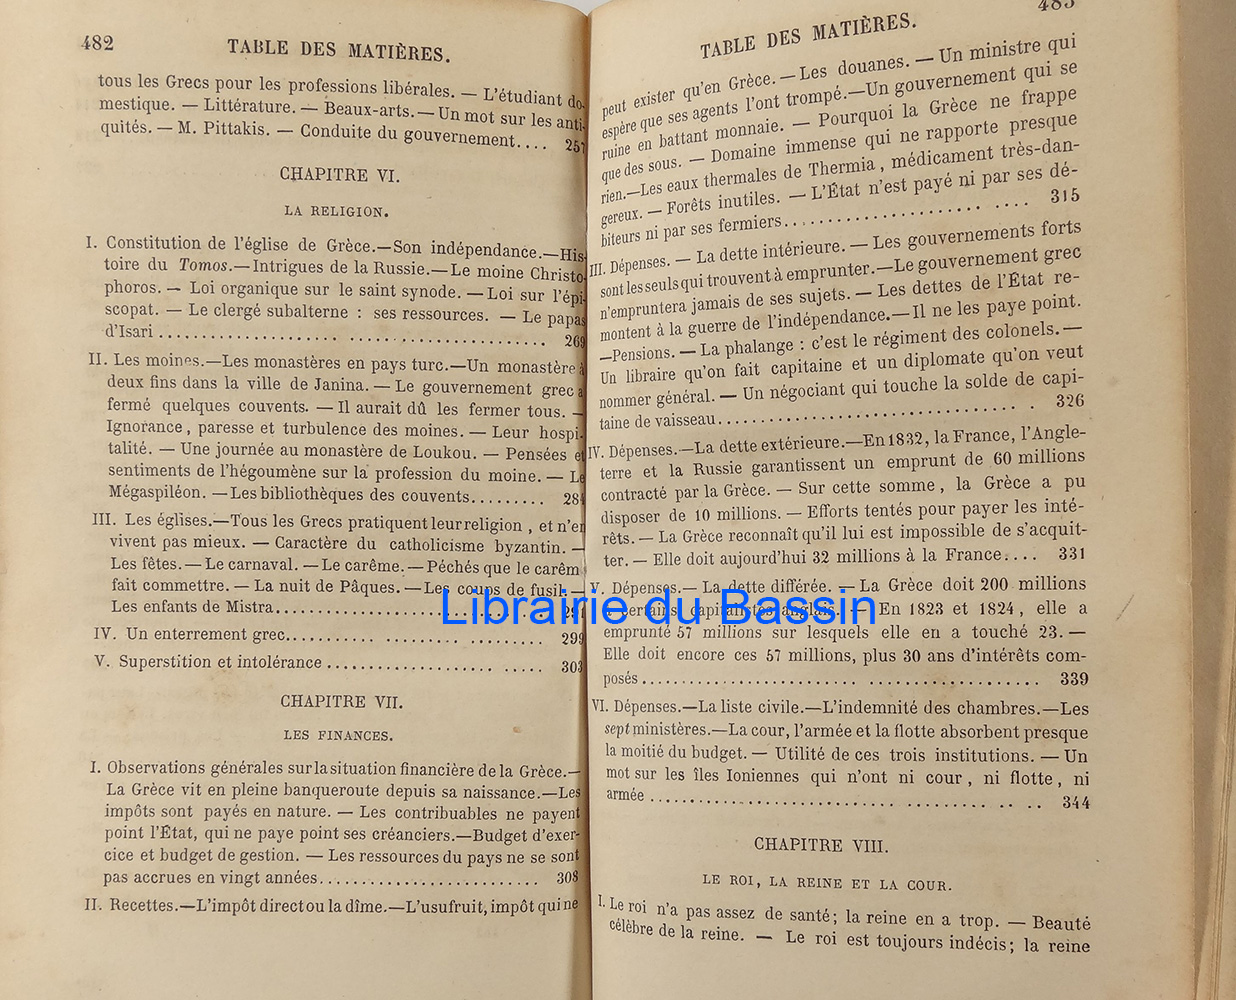 482
TABLE DES MATIÈRES.
tous les Grecs pour les professions libérales. — L'étudiant do-
mestique. — Littérature. — Beaux-arts. — Un mot sur les anti-
quités. — M. Pittakis. — Conduite du gouvernement.... 257
CHAPITRE VI.
LA RELIGION.
I. Constitution de l'église de Grèce.—Son indépendance.—His-
toire du Tomos.—Intrigues de la Russie.—Le moine Christo-
phoros. — Loi organique sur le saint synode. — Loi sur l'épi-
scopat. — Le clergé subalterne : ses ressources. — Le papas
d'Isari ........................................ 269
II. Les moines.—Les monastères en pays turc.—Un monastère à
deux fins dans la ville de Janina. — Le gouvernement grec a
fermé quelques couvents. — Il aurait dû les fermer tous. —
Ignorance, paresse et turbulence des moines. — Leur hospi-
talité. — Une journée au monastère de Loukou. — Pensées et
sentiments de l'hégoumène sur la profession du moine. — Le
Mégaspiléon. — Les bibliothèques des couvents......... 284
III. Les églises.—Tous les Grecs pratiquent leur religion, et n'en
vivent pas mieux. — Caractère du catholicisme byzantin. —
Les fêtes. — Le carnaval. — Le carême. — Péchés que le carême
fait commettre. — La nuit de Pâques. — Les coups de fusil. —
Les enfants de Mistra...............................
IV. Un enterrement grec.............................. 299
V. Superstition et intolérance ........................ 303
CHAPITRE VII.
LES FINANCES.
I. Observations générales sur la situation financière de la Grèce.—
La Grèce vit en pleine banqueroute depuis sa naissance.—Les
impôts sont payés en nature. — Les contribuables ne payent
point l'État, qui ne paye point ses créanciers.—Budget d'exer-
cice et budget de gestion. — Les ressources du pays ne se sont
pas accrues en vingt années......................... 308
II. Recettes.—L'impôt direct ou la dîme.—L'usufruit, impôt qui ne
483
TABLE DES MATIÈRES.
peut exister qu'en Grèce. — Les douanes. — Un ministre qui
espère que ses agents l'ont trompé.—Un gouvernement qui se
ruine en battant monnaie. — Pourquoi la Grèce ne frappe
que des sous. — Domaine immense qui ne rapporte presque
rien.—Les eaux thermales de Thermia, médicament très-dan-
gereux. — Forêts inutiles. — L'État n'est payé ni par ses dé-
biteurs ni par ses fermiers........................... 315
III. Dépenses. — La dette intérieure. — Les gouvernements forts
sont les seuls qui trouvent à emprunter.—Le gouvernement grec
n'empruntera jamais de ses sujets. — Les dettes de l'État re-
montent à la guerre de l'indépendance.—Il ne les paye point.
—Pensions. — La phalange : c'est le régiment des colonels.—
Un libraire qu'on fait capitaine et un diplomate qu'on veut
nommer général. — Un négociant qui touche la solde de capi-
taine de vaisseau.................................... 326
IV. Dépenses.—La dette extérieure.—En 1832, la France, l'Angle-
terre et la Russie garantissent un emprunt de 60 millions
contracté par la Grèce. — Sur cette somme, la Grèce a pu
disposer de 10 millions. — Efforts tentés pour payer les inté-
rêts. — La Grèce reconnaît qu'il lui est impossible de s'acquit-
ter. — Elle doit aujourd'hui 32 millions à la France.... 331
V. Dépenses. — La dette différée. — La Grèce doit 200 millions
à certains capitalistes anglais. — En 1823 et 1824, elle a
emprunté 57 millions sur lesquels elle en a touché 23. —
Elle doit encore ces 57 millions, plus 30 ans d'intérêts com-
posés ............................................. 339
VI. Dépenses.—La liste civile.—L'indemnité des chambres.—Les
sept ministères.—La cour, l'armée et la flotte absorbent presque
la moitié du budget. — Utilité de ces trois institutions. — Un
mot sur les îles Ioniennes qui n'ont ni cour, ni flotte, ni
armée ............................................. 344
CHAPITRE VIII.
LE ROI, LA REINE ET LA COUR.
I. Le roi n'a pas assez de santé; la reine en a trop. — Beauté
célèbre de la reine. — Le roi est toujours indécis; la reine
Librairie du Bassin